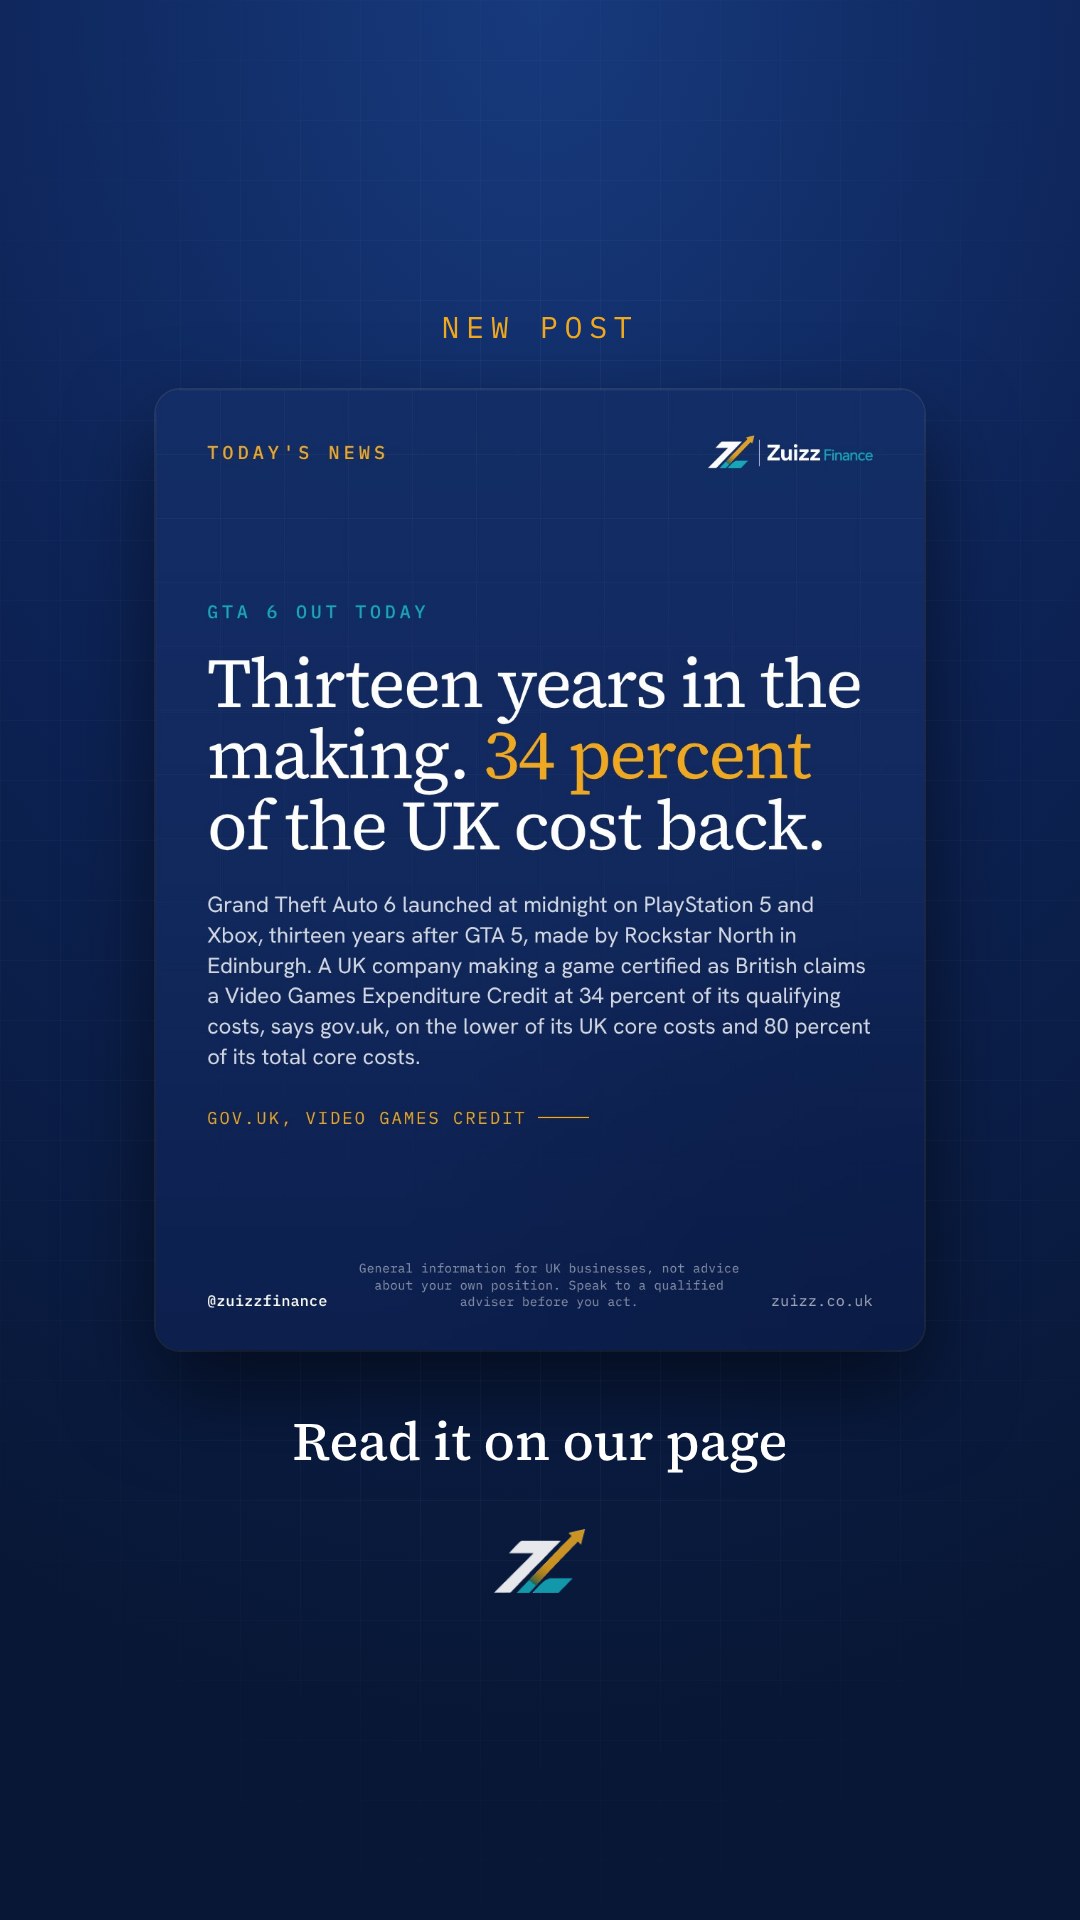 NEW POST
TODAY'S NEWS
Zuizz Finance
GTA 6 OUT TODAY
Thirteen years in the
making. 34 percent
of the UK cost back.
Grand Theft Auto 6 launched at midnight on PlayStation 5 and
Xbox, thirteen years after GTA 5, made by Rockstar North in
Edinburgh. A UK company making a game certified as British claims
a Video Games Expenditure Credit at 34 percent of its qualifying
costs, says gov.uk, on the lower of its UK core costs and 80 percent
of its total core costs.
GOV.UK, VIDEO GAMES CREDIT
General information for UK businesses, not advice
about your own position. Speak to a qualified
adviser before you act.
@zuizzfinance
zuizz.co.uk
Read it on our page